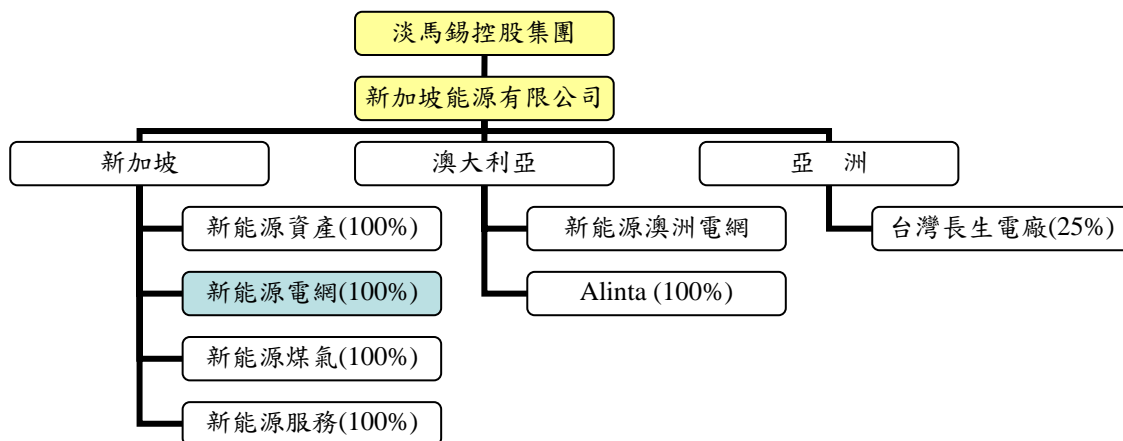 淡馬錫控股集團
新加坡能源有限公司
新加坡
澳大利亞
亞 洲
新能源資產(100%)
新能源澳洲電網
台灣長生電廠(25%)
新能源電網(100%)
Alinta (100%)
新能源煤氣(100%)
新能源服務(100%)